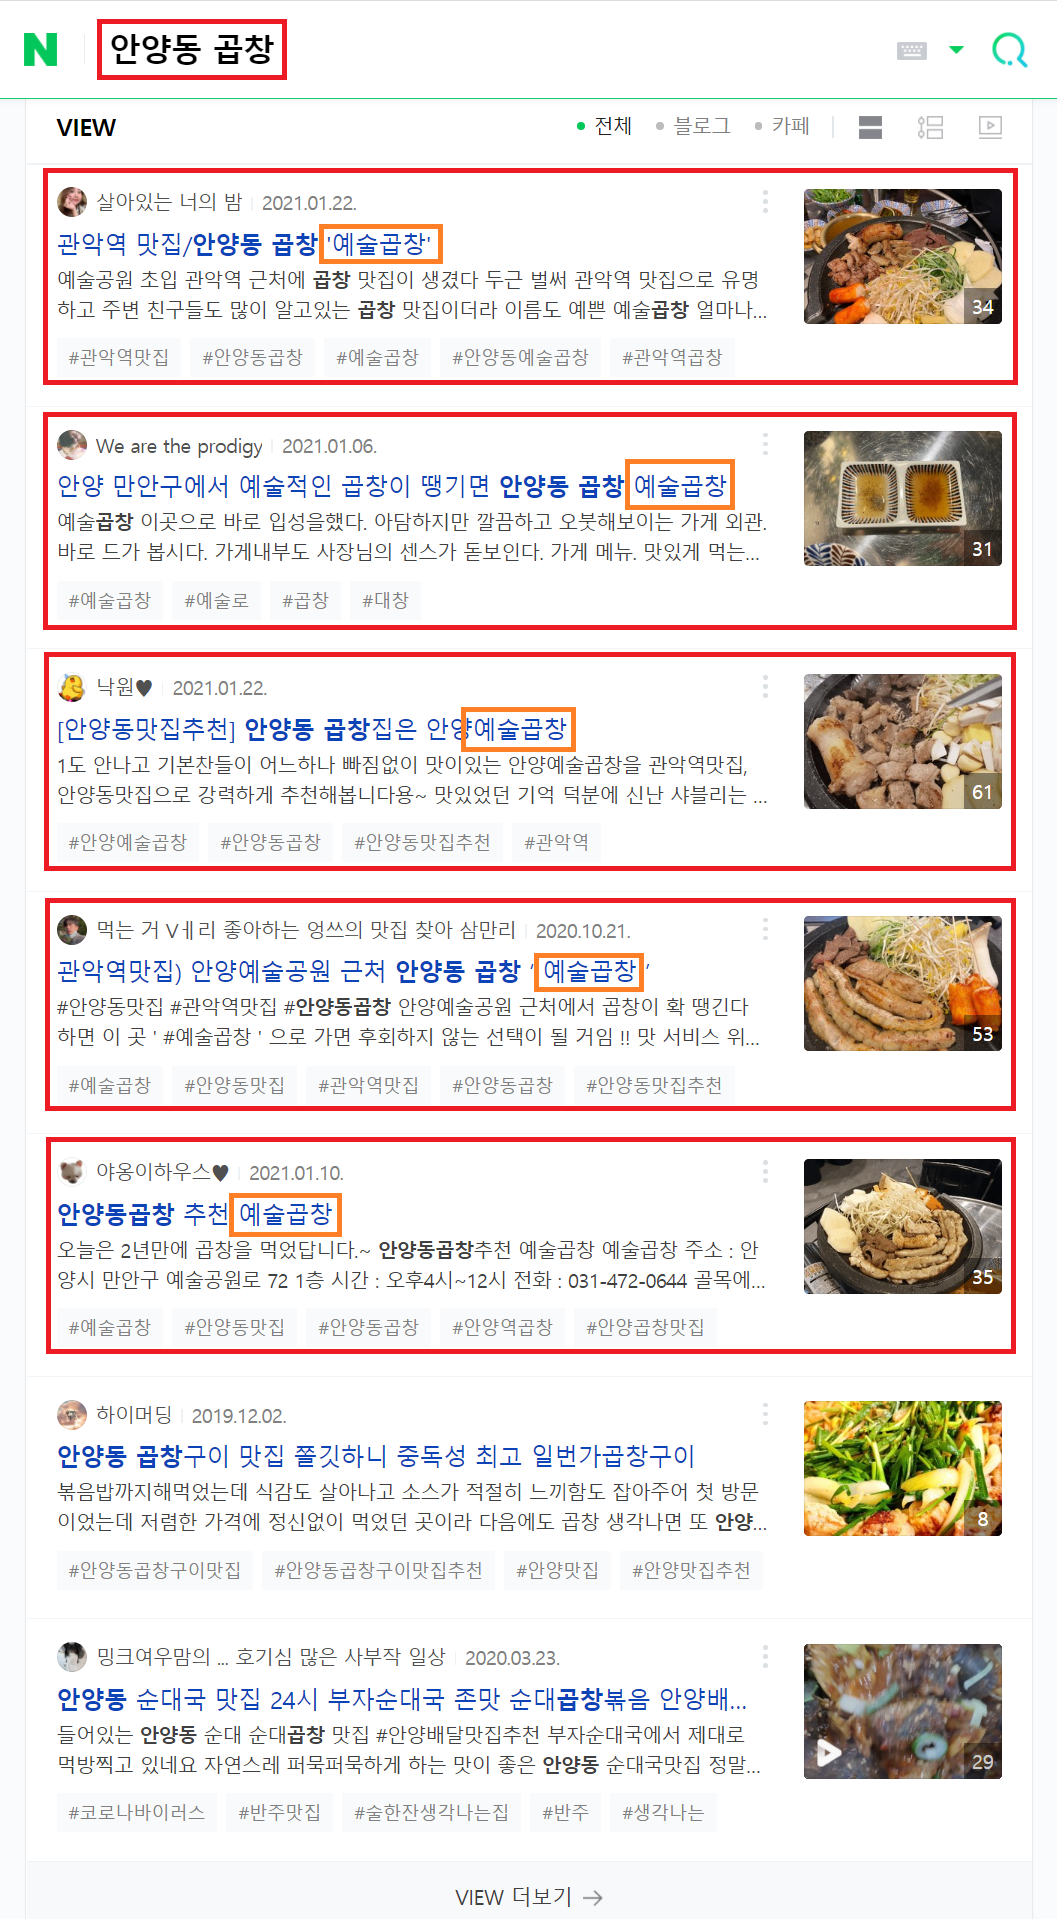 N 안양동 곱창
VIEW
전체 블로그 카페
살아있는 너의 밤 2021.01.22.
관악역 맛집/안양동 곱창 '예술곱창'
예술공원 초입 관악역 근처에 곱창 맛집이 생겼다 두근 벌써 관악역 맛집으로 유명
하고 주변 친구들도 많이 알고있는 곱창 맛집이더라 이름도 예쁜 예술곱창 얼마나...
34
#관악역맛집 #안양동곱창 #예술곱창 #안양동예술곱창 #관악역곱창
We are the prodigy 2021.01.06.
안양 만안구에서 예술적인 곱창이 땡기면 안양동 곱창 예술곱창
예술곱창 이곳으로 바로 입성을했다. 아담하지만 깔끔하고 오붓해보이는 가게 외관.
바로 드가 봅시다. 가게내부도 사장님의 센스가 돋보인다. 가게 메뉴. 맛있게 먹는...
31
#예술곱창 #예술로 #곱창 #대창
낙원♥ 2021.01.22.
[안양동맛집추천] 안양동 곱창집은 안양예술곱창
1도 안나고 기본찬들이 어느하나 빠짐없이 맛이있는 안양예술곱창을 관악역맛집,
안양동맛집으로 강력하게 추천해봅니다용~ 맛있었던 기억 덕분에 신난 샤블리는 ...
61
#안양예술곱창 #안양동곱창 #안양동맛집추천 #관악역
먹는 거 V ㅔ리 좋아하는 엉쓰의 맛집 찾아 삼만리 2020.10.21.
관악역맛집) 안양예술공원 근처 안양동 곱창 ' 예술곱창 '
#안양동맛집 #관악역맛집 #안양동곱창 안양예술공원 근처에서 곱창이 확 땡긴다
하면 이 곳 ' #예술곱창 ' 으로 가면 후회하지 않는 선택이 될 거임 !! 맛 서비스 위...
53
#예술곱창 #안양동맛집 #관악역맛집 #안양동곱창 #안양동맛집추천
야옹이하우스♥ 2021.01.10.
안양동곱창 추천 예술곱창
오늘은 2년만에 곱창을 먹었답니다.~ 안양동곱창추천 예술곱창 예술곱창 주소 : 안
양시 만안구 예술공원로 72 1층 시간 : 오후4시~12시 전화 : 031-472-0644 골목에...
35
#예술곱창 #안양동맛집 #안양동곱창 #안양역곱창 #안양곱창맛집
하이머딩 2019.12.02.
안양동 곱창구이 맛집 쫄깃하니 중독성 최고 일번가곱창구이
볶음밥까지해먹었는데 식감도 살아나고 소스가 적절히 느끼함도 잡아주어 첫 방문
이었는데 저렴한 가격에 정신없이 먹었던 곳이라 다음에도 곱창 생각나면 또 안양...
8
#안양동곱창구이맛집 #안양동곱창구이맛집추천 #안양맛집 #안양맛집추천
밍크여우맘의 ... 호기심 많은 사부작 일상 2020.03.23.
안양동 순대국 맛집 24시 부자순대국 존맛 순대곱창볶음 안양배...
들어있는 안양동 순대 순대곱창 맛집 #안양배달맛집추천 부자순대국에서 제대로
먹방찍고 있네요 자연스레 퍼묵퍼묵하게 하는 맛이 좋은 안양동 순대국맛집 정말...
29
#코로나바이러스 #반주맛집 #술한잔생각나는집 #반주 #생각나는
VIEW 더보기 →